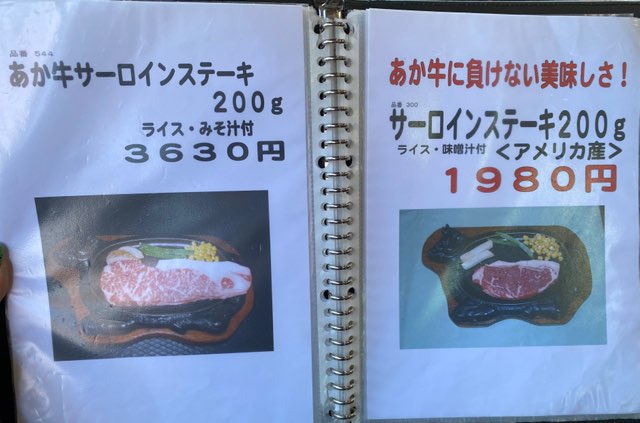 品番 544
あか牛サーロインステーキ
200g
ライス・みそ汁付
3630円
あか牛に負けない美味しさ!
品番 300
サーロインステーキ200g
ライス・味噌汁付 <アメリカ産>
1980円